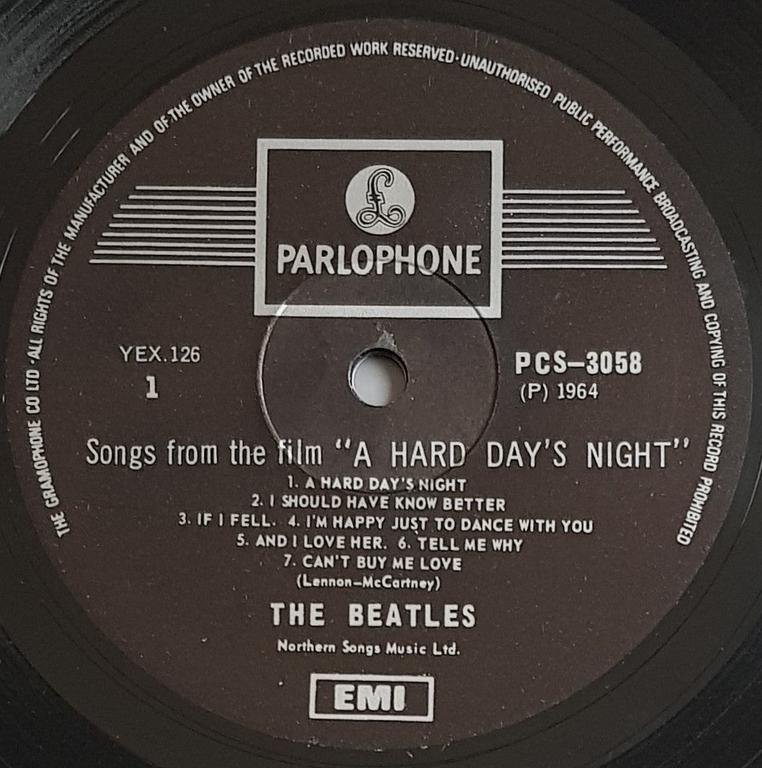 THE GRAMOPHONE CO LTD · ALL RIGHTS OF THE MANUFACTURER AND OF THE OWNER OF THE RECORDED WORK RESERVED · UNAUTHORISED PUBLIC PERFORMANCE BROADCASTING AND COPYING OF THIS RECORD PROHIBITED
£
PARLOPHONE
YEX.126
1
PCS-3058
(P) 1964
Songs from the film "A HARD DAY'S NIGHT"
1. A HARD DAY'S NIGHT
2. I SHOULD HAVE KNOW BETTER
3. IF I FELL. 4. I'M HAPPY JUST TO DANCE WITH YOU
5. AND I LOVE HER. 6. TELL ME WHY
7. CAN'T BUY ME LOVE
(Lennon-McCartney)
THE BEATLES
Northern Songs Music Ltd.
EMI